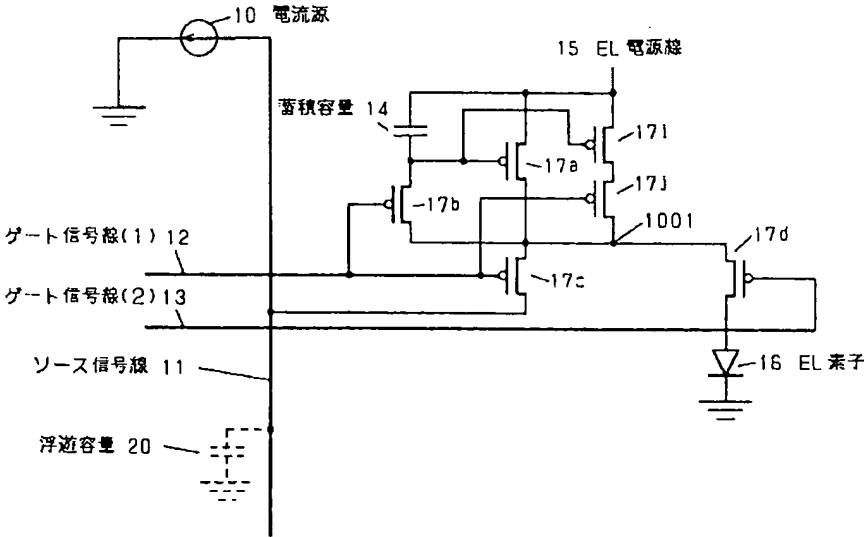 10 電流源
15 EL 電源線
蓄積容量 14
17i
17a
17j
17b
1001
17d
ゲート信号線(1) 12
17c
ゲート信号線(2) 13
ソース信号線 11
16 EL 素子
浮遊容量 20